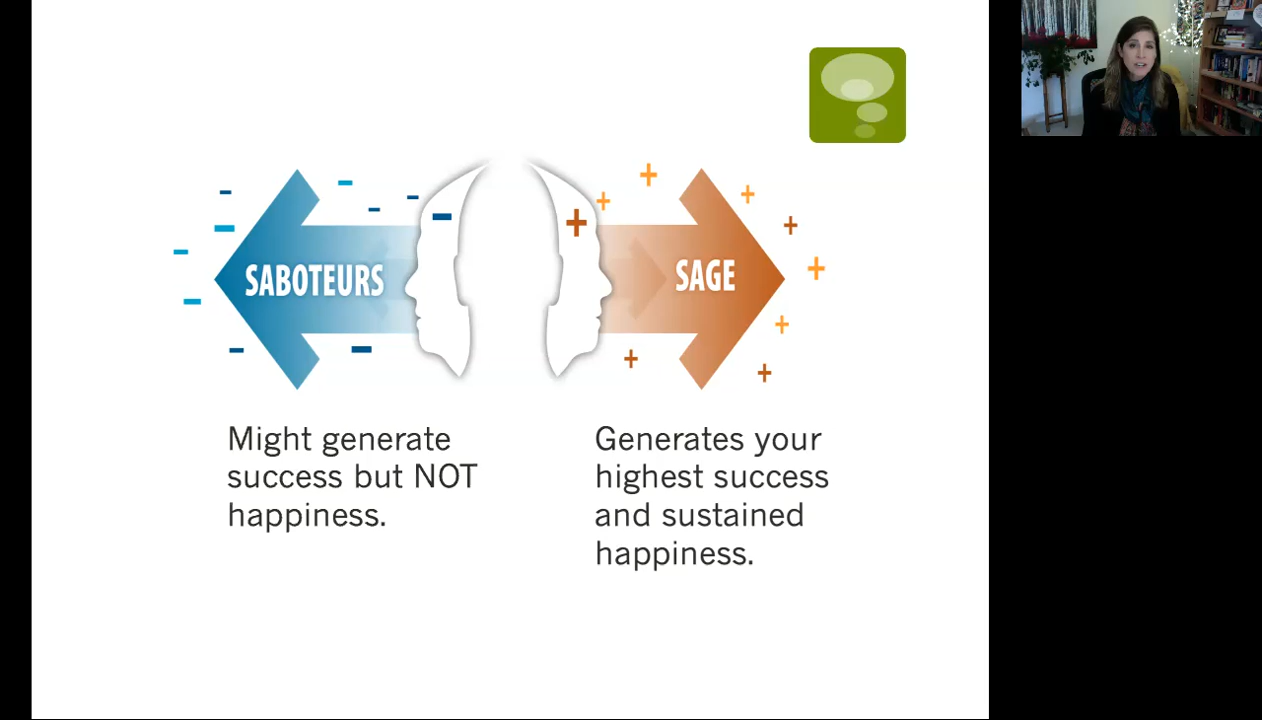 SABOTEURS
SAGE
Might generate
success but NOT
happiness.
Generates your
highest success
and sustained
happiness.